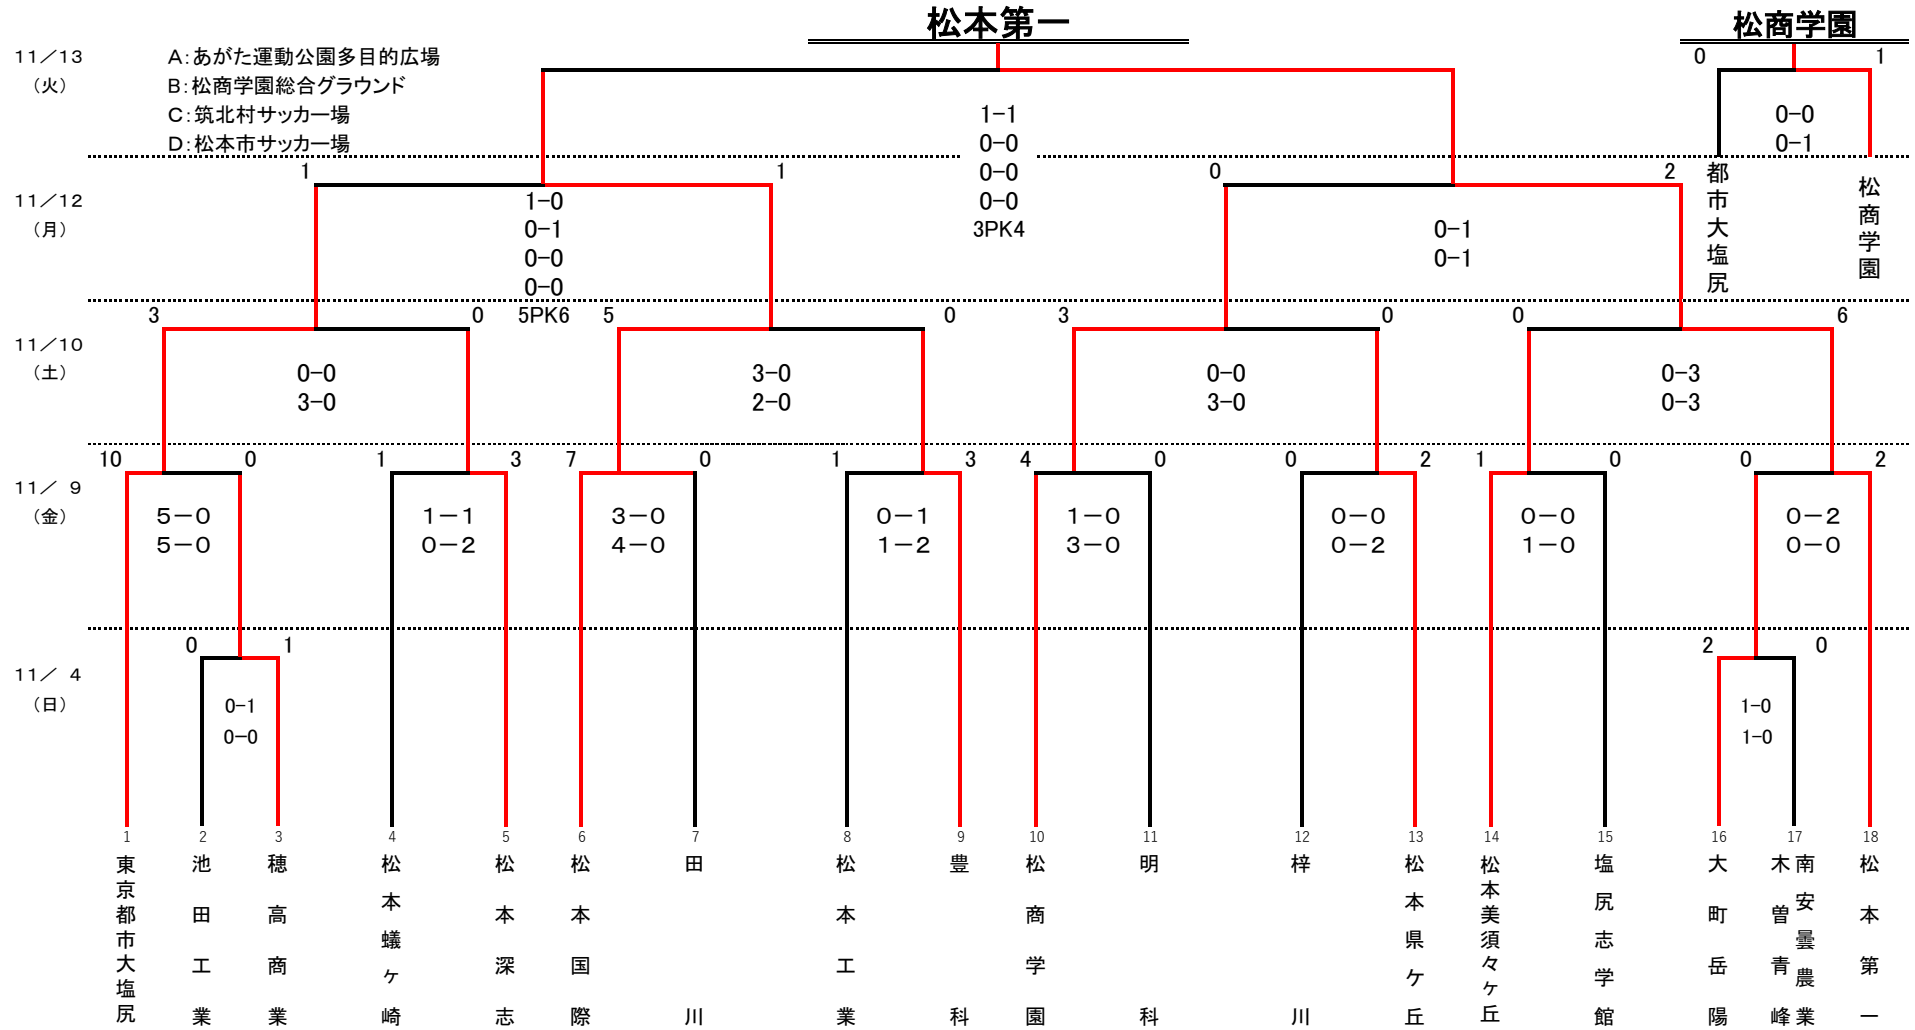 松本第一
松商学園
11／13
（火）
A:あがた運動公園多目的広場
B:松商学園総合グラウンド
C:筑北村サッカー場
D:松本市サッカー場
0
1
1-1
0-0
0-0
0-0
3PK4
0-0
0-1
都市大塩尻
松商学園
11／12
（月）
1
1
0
2
1-0
0-1
0-0
0-0
5PK6
0-1
0-1
11／10
（土）
3
0
5
0
3
0
0
6
0-0
3-0
3-0
2-0
0-0
3-0
0-3
0-3
11／ 9
（金）
10
0
1
3
7
0
1
3
4
0
0
2
1
0
0
2
5－0
5－0
1－1
0－2
3－0
4－0
0－1
1－2
1－0
3－0
0－0
0－2
0－0
1－0
0－2
0－0
11／ 4
（日）
0
1
2
0
0-1
0-0
1-0
1-0
1
2
3
4
5
6
7
8
9
10
11
12
13
14
15
16
17
18
東京都市大塩尻
池田工業
穂高商業
松本蟻ケ崎
松本深志
松本国際
田川
松本工業
豊科
松商学園
明科
梓川
松本県ケ丘
松本美須々ケ丘
塩尻志学館
大町岳陽
南安曇農業
木曽青峰
松本第一